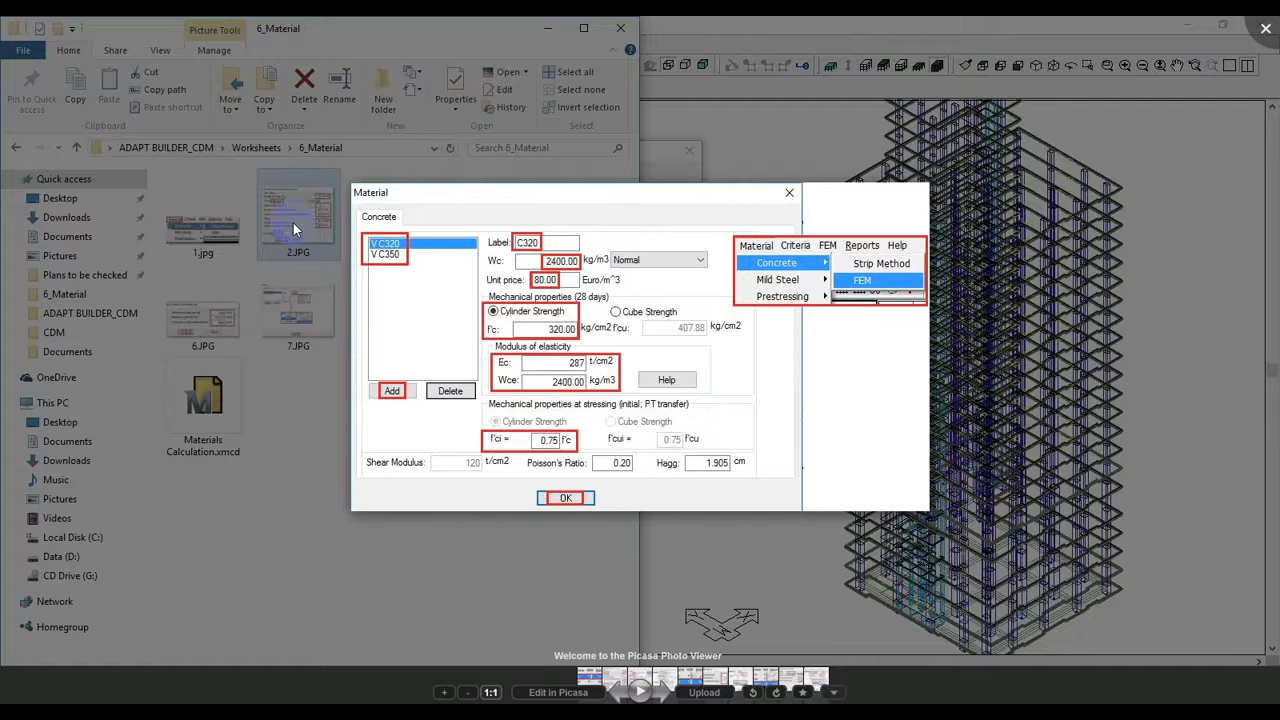 Picture Tools
6_Material
File
Home
Share
View
Manage
Pin to Quick access
Copy
Paste
Cut
Copy path
Paste shortcut
Move to
Copy to
Delete
Rename
New folder
Properties
Open
Edit
History
Select all
Select none
Invert selection
Clipboard
Organize
New
Open
Select
ADAPT BUILDER_CDM > Worksheets > 6_Material
Search 6_Material
Quick access
Desktop
Downloads
Documents
Pictures
Plans to be checked
6_Material
ADAPT BUILDER_CDM
CDM
Documents
OneDrive
This PC
Desktop
Documents
Downloads
Music
Pictures
Videos
Local Disk (C:)
Data (D:)
CD Drive (G:)
Network
Homegroup
1.jpg
2.JPG
6.JPG
7.JPG
Materials
Calculation.xmcd
Material
Concrete
V C320
V C350
Add
Delete
Label: C320
Wc: 2400.00 kg/m3 Normal
Unit price: 80.00 Euro/m^3
Mechanical properties (28 days)
Cylinder Strength
Cube Strength
f'c: 320.00 kg/cm2 f'cu: 407.88 kg/cm2
Modulus of elasticity
Ec: 287 t/cm2
Wce: 2400.00 kg/m3
Help
Mechanical properties at stressing (initial; PT transfer)
Cylinder Strength
Cube Strength
f'ci = 0.75 f'c
f'cui = 0.75 f'cu
Shear Modulus: 120 t/cm2
Poisson's Ratio: 0.20
Hagg: 1.905 cm
OK
Material Criteria FEM Reports Help
Concrete
Mild Steel
Prestressing
Strip Method
FEM
Welcome to the Picasa Photo Viewer
1:1
Edit in Picasa
Upload